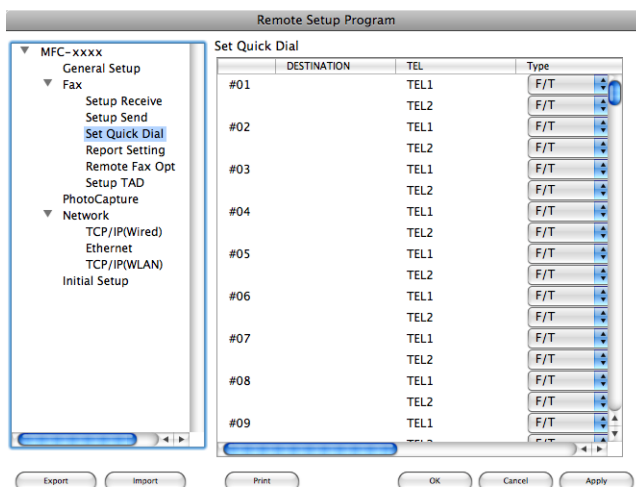 Remote Setup Program
MFC-xxxx
General Setup
Fax
Setup Receive
Setup Send
Set Quick Dial
Report Setting
Remote Fax Opt
Setup TAD
PhotoCapture
Network
TCP/IP(Wired)
Ethernet
TCP/IP(WLAN)
Initial Setup
Set Quick Dial
DESTINATION TEL Type
#01 TEL1 F/T
TEL2 F/T
#02 TEL1 F/T
TEL2 F/T
#03 TEL1 F/T
TEL2 F/T
#04 TEL1 F/T
TEL2 F/T
#05 TEL1 F/T
TEL2 F/T
#06 TEL1 F/T
TEL2 F/T
#07 TEL1 F/T
TEL2 F/T
#08 TEL1 F/T
TEL2 F/T
#09 TEL1 F/T
TEL2 F/T
Export Import Print OK Cancel Apply